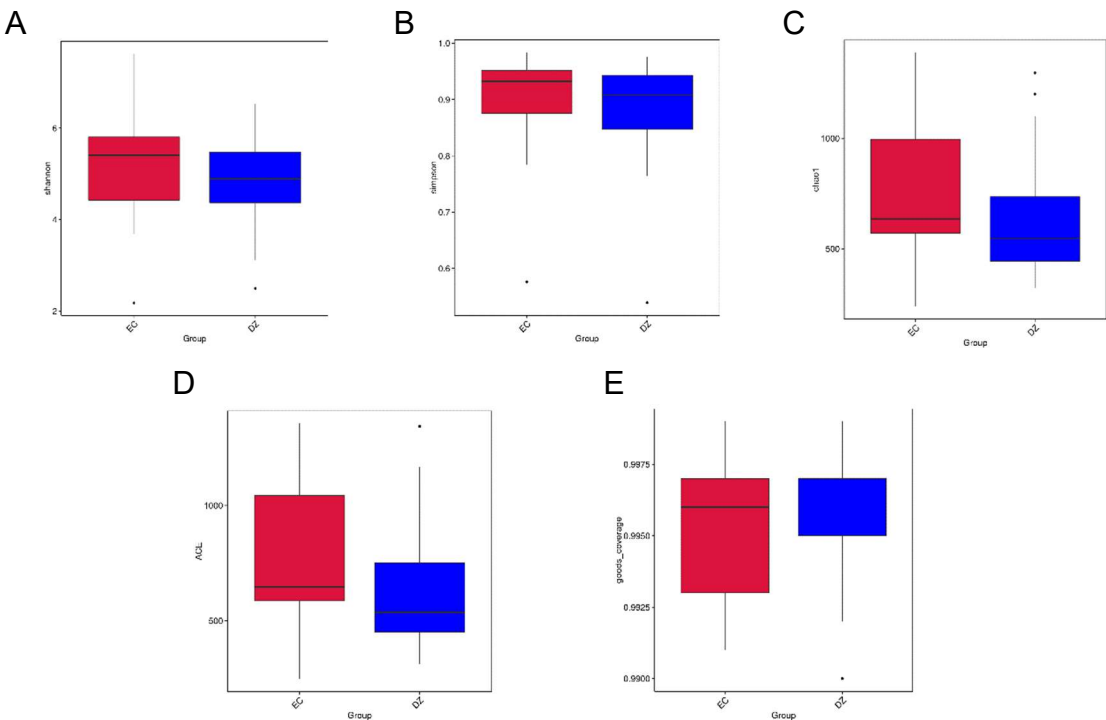 A
shannon
6
4
2
EC
DZ
Group
B
simpson
1.0
0.9
0.8
0.7
0.6
EC
DZ
Group
C
chao1
1000
500
EC
DZ
Group
D
ACE
1000
500
EC
DZ
Group
E
goods_coverage
0.9975
0.9950
0.9925
0.9900
EC
DZ
Group